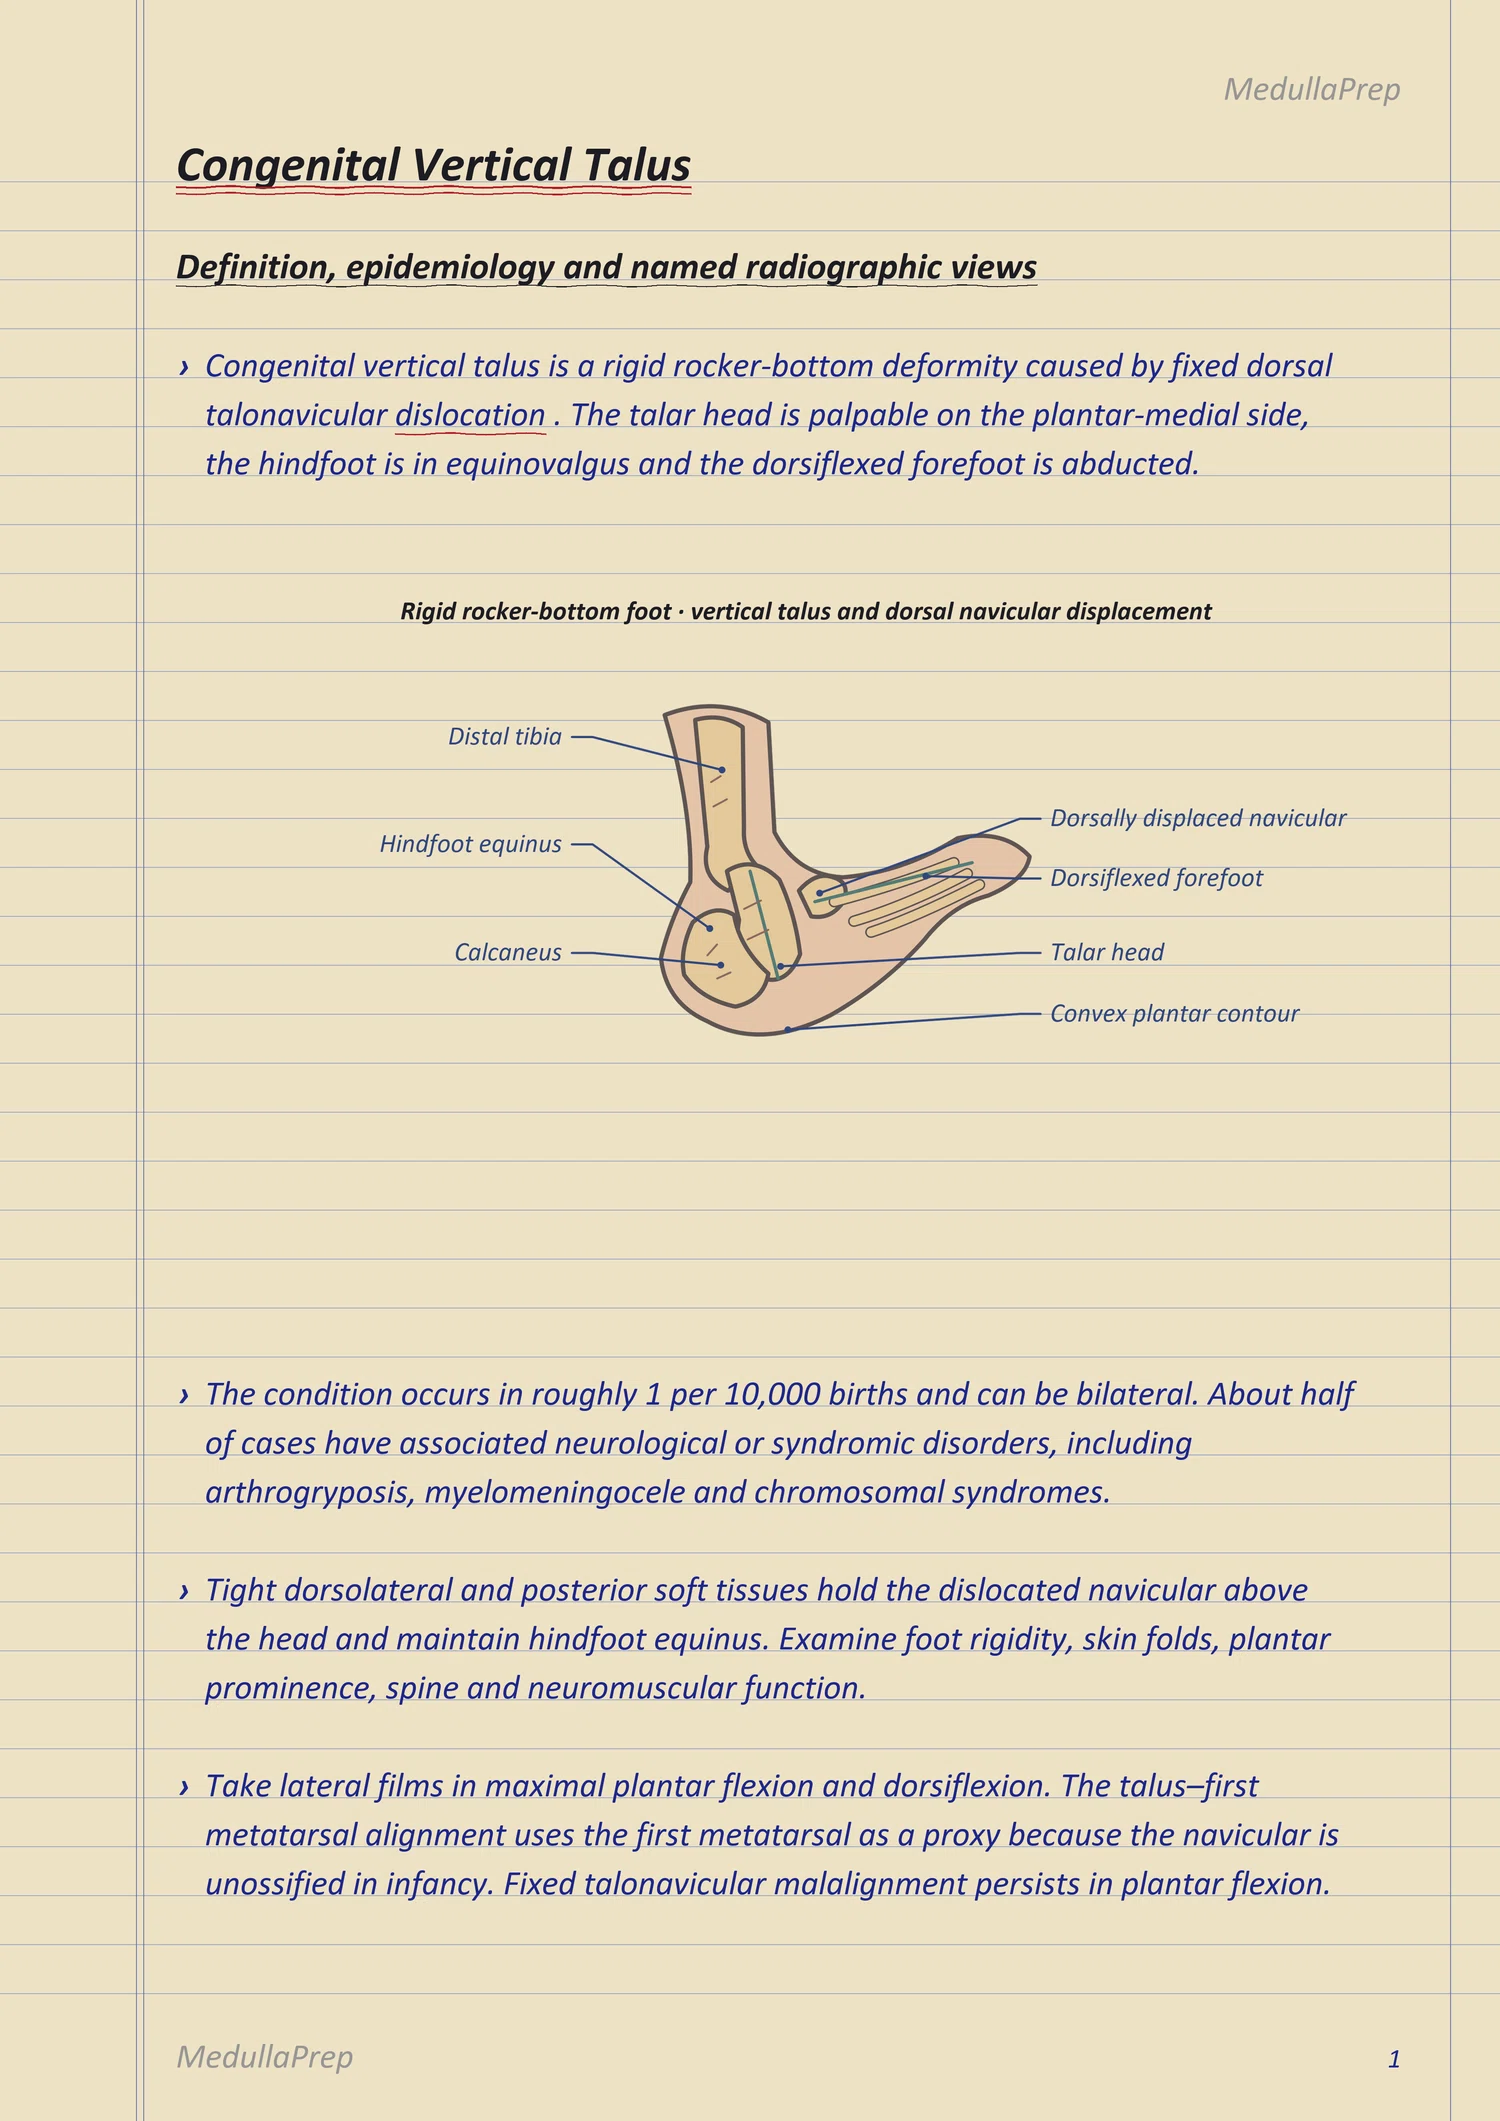 MedullaPrep
Congenital Vertical Talus
Definition, epidemiology and named radiographic views
› Congenital vertical talus is a rigid rocker-bottom deformity caused by fixed dorsal
talonavicular dislocation . The talar head is palpable on the plantar-medial side,
the hindfoot is in equinovalgus and the dorsiflexed forefoot is abducted.
Rigid rocker-bottom foot · vertical talus and dorsal navicular displacement
Distal tibia
Dorsally displaced navicular
Hindfoot equinus
Dorsiflexed forefoot
Calcaneus
Talar head
Convex plantar contour
› The condition occurs in roughly 1 per 10,000 births and can be bilateral. About half
of cases have associated neurological or syndromic disorders, including
arthrogryposis, myelomeningocele and chromosomal syndromes.
› Tight dorsolateral and posterior soft tissues hold the dislocated navicular above
the head and maintain hindfoot equinus. Examine foot rigidity, skin folds, plantar
prominence, spine and neuromuscular function.
› Take lateral films in maximal plantar flexion and dorsiflexion. The talus–first
metatarsal alignment uses the first metatarsal as a proxy because the navicular is
unossified in infancy. Fixed talonavicular malalignment persists in plantar flexion.
MedullaPrep
1